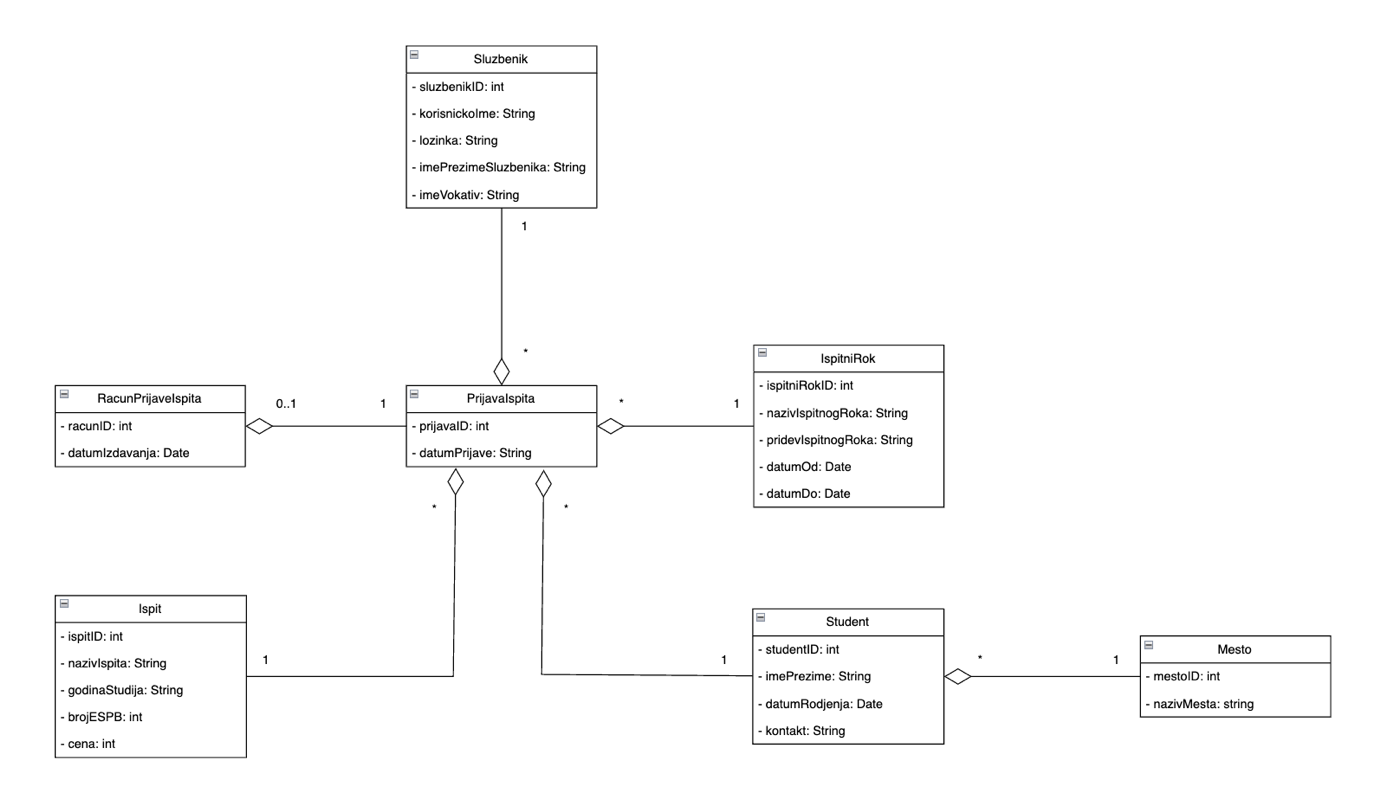 Sluzbenik
- sluzbenikID: int
- korisnickoIme: String
- lozinka: String
- imePrezimeSluzbenika: String
- imeVokativ: String
1
*
RacunPrijaveIspita
- racunID: int
- datumIzdavanja: Date
0..1
1
PrijavaIspita
- prijavaID: int
- datumPrijave: String
*
1
IspitniRok
- ispitniRokID: int
- nazivIspitnogRoka: String
- pridevIspitnogRoka: String
- datumOd: Date
- datumDo: Date
*
*
Ispit
- ispitID: int
- nazivIspita: String
- godinaStudija: String
- brojESPB: int
- cena: int
1
1
Student
- studentID: int
- imePrezime: String
- datumRodjenja: Date
- kontakt: String
*
1
Mesto
- mestoID: int
- nazivMesta: string